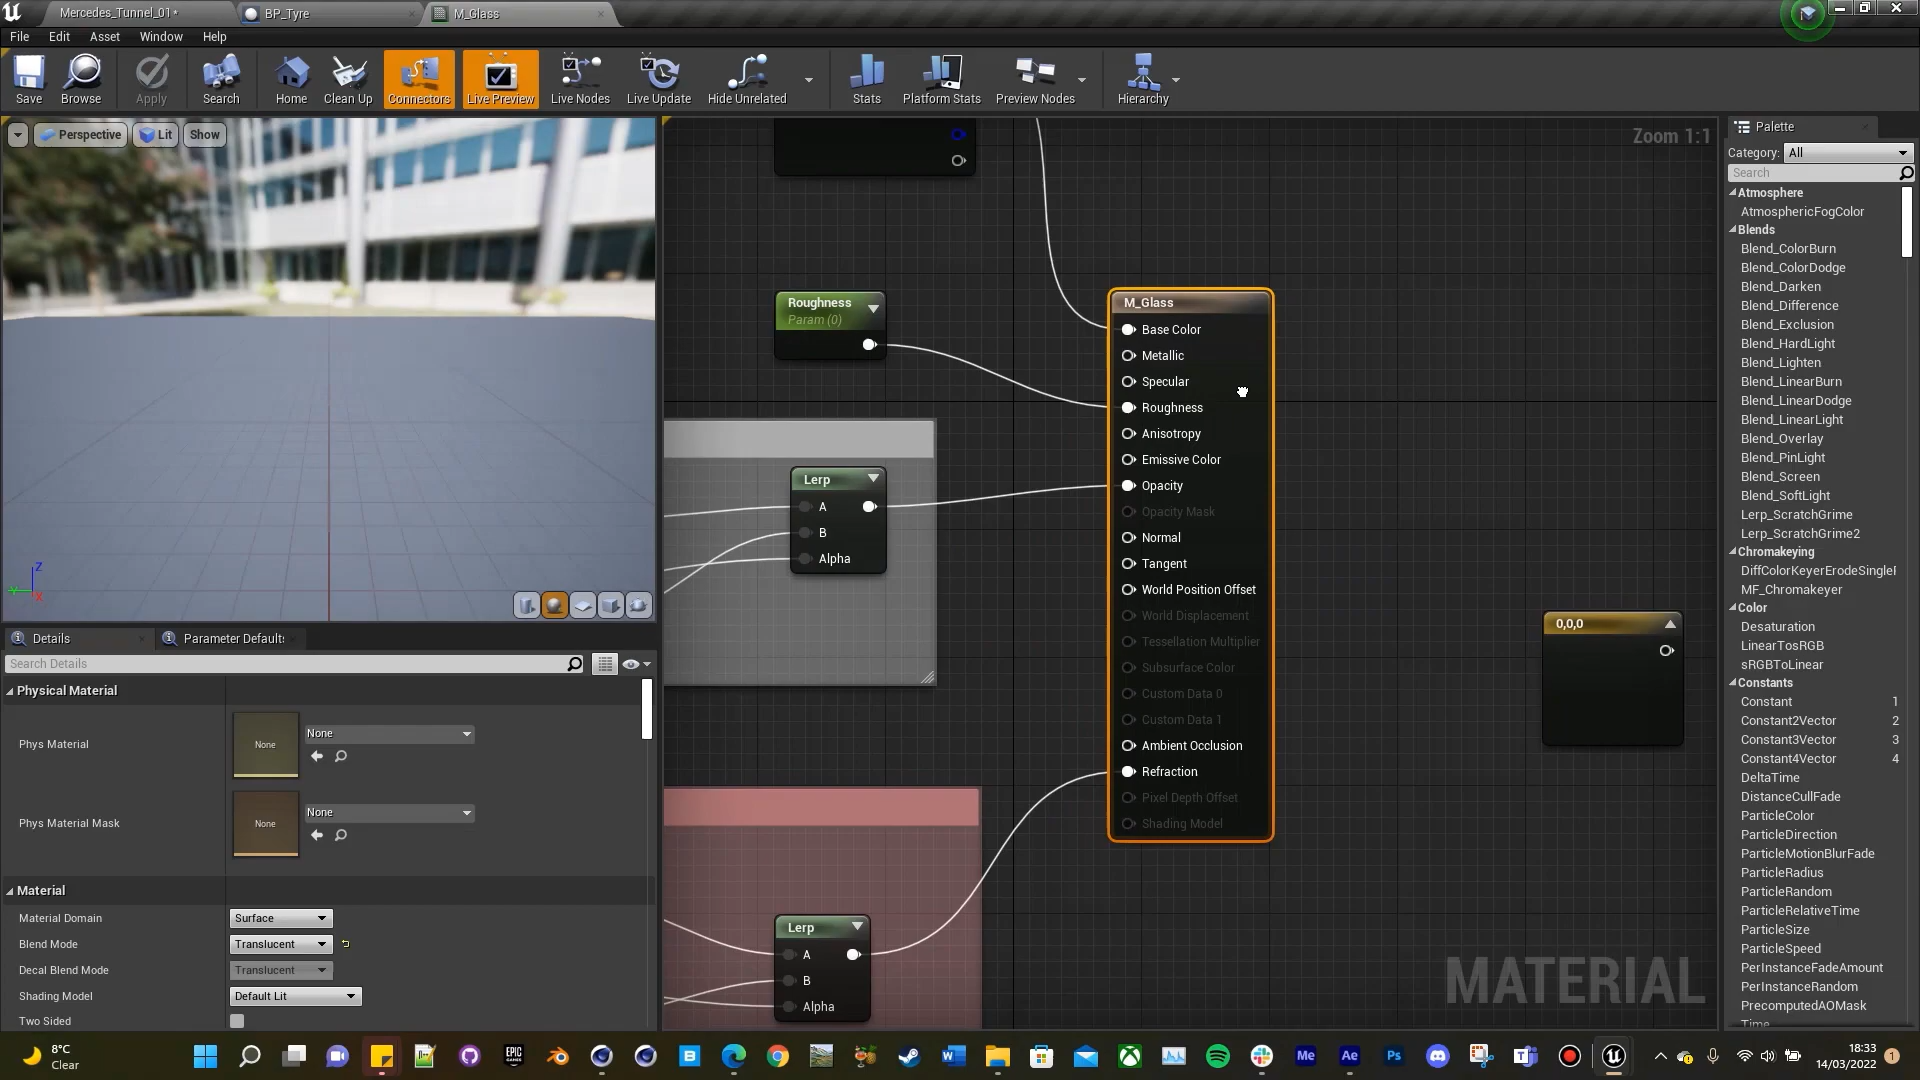 Mercedes_Tunnel_01*
BP_Tyre
M_Glass
File Edit Asset Window Help
Save
Browse
Apply
Search
Home
Clean Up
Connectors
Live Preview
Live Nodes
Live Update
Hide Unrelated
Stats
Platform Stats
Preview Nodes
Hierarchy
Perspective
Lit
Show
Z
Y
X
Details
Parameter Defaults
Search Details
Physical Material
Phys Material
None
None
Phys Material Mask
None
None
Material
Material Domain
Surface
Blend Mode
Translucent
Decal Blend Mode
Translucent
Shading Model
Default Lit
Two Sided
Zoom 1:1
Roughness
Param (0)
Lerp
A
B
Alpha
Lerp
A
B
Alpha
M_Glass
Base Color
Metallic
Specular
Roughness
Anisotropy
Emissive Color
Opacity
Opacity Mask
Normal
Tangent
World Position Offset
World Displacement
Tessellation Multiplier
Subsurface Color
Custom Data 0
Custom Data 1
Ambient Occlusion
Refraction
Pixel Depth Offset
Shading Model
0,0,0
MATERIAL
Palette
Category: All
Search
Atmosphere
AtmosphericFogColor
Blends
Blend_ColorBurn
Blend_ColorDodge
Blend_Darken
Blend_Difference
Blend_Exclusion
Blend_HardLight
Blend_Lighten
Blend_LinearBurn
Blend_LinearDodge
Blend_LinearLight
Blend_Overlay
Blend_PinLight
Blend_Screen
Blend_SoftLight
Lerp_ScratchGrime
Lerp_ScratchGrime2
Chromakeying
DiffColorKeyerErodeSingleF
MF_Chromakeyer
Color
Desaturation
LinearTosRGB
sRGBToLinear
Constants
Constant 1
Constant2Vector 2
Constant3Vector 3
Constant4Vector 4
DeltaTime
DistanceCullFade
ParticleColor
ParticleDirection
ParticleMotionBlurFade
ParticleRadius
ParticleRandom
ParticleRelativeTime
ParticleSize
ParticleSpeed
PerInstanceFadeAmount
PerInstanceRandom
PrecomputedAOMask
Time
8°C
Clear
EPIC
GAMES
Me
Ae
Ps
18:33
14/03/2022
1